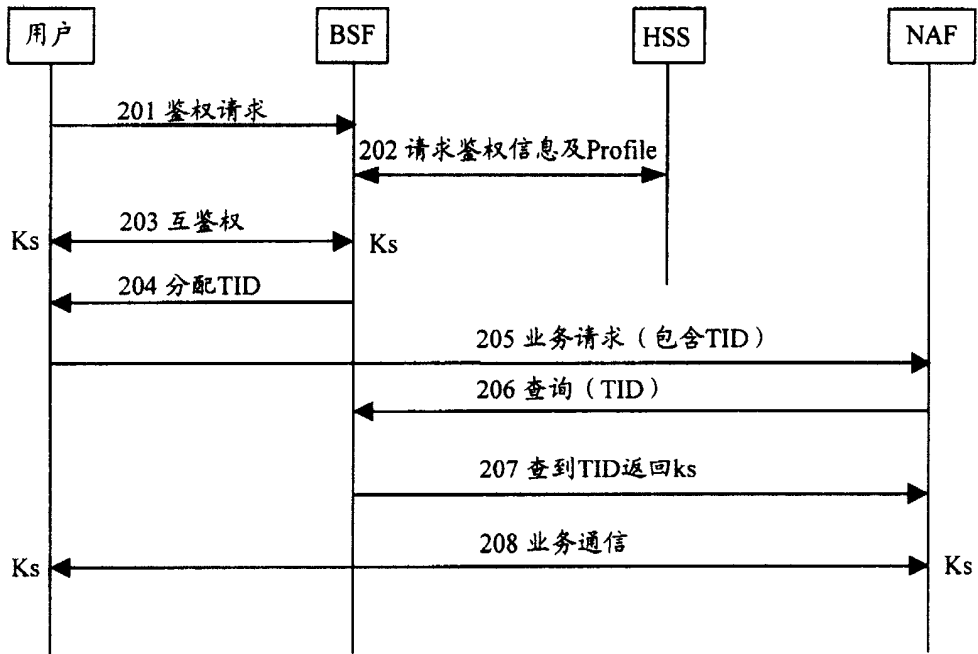 用户
BSF
HSS
NAF
201 鉴权请求
202 请求鉴权信息及Profile
203 互鉴权
Ks
Ks
204 分配TID
205 业务请求（包含TID）
206 查询（TID）
207 查到TID返回ks
208 业务通信
Ks
Ks